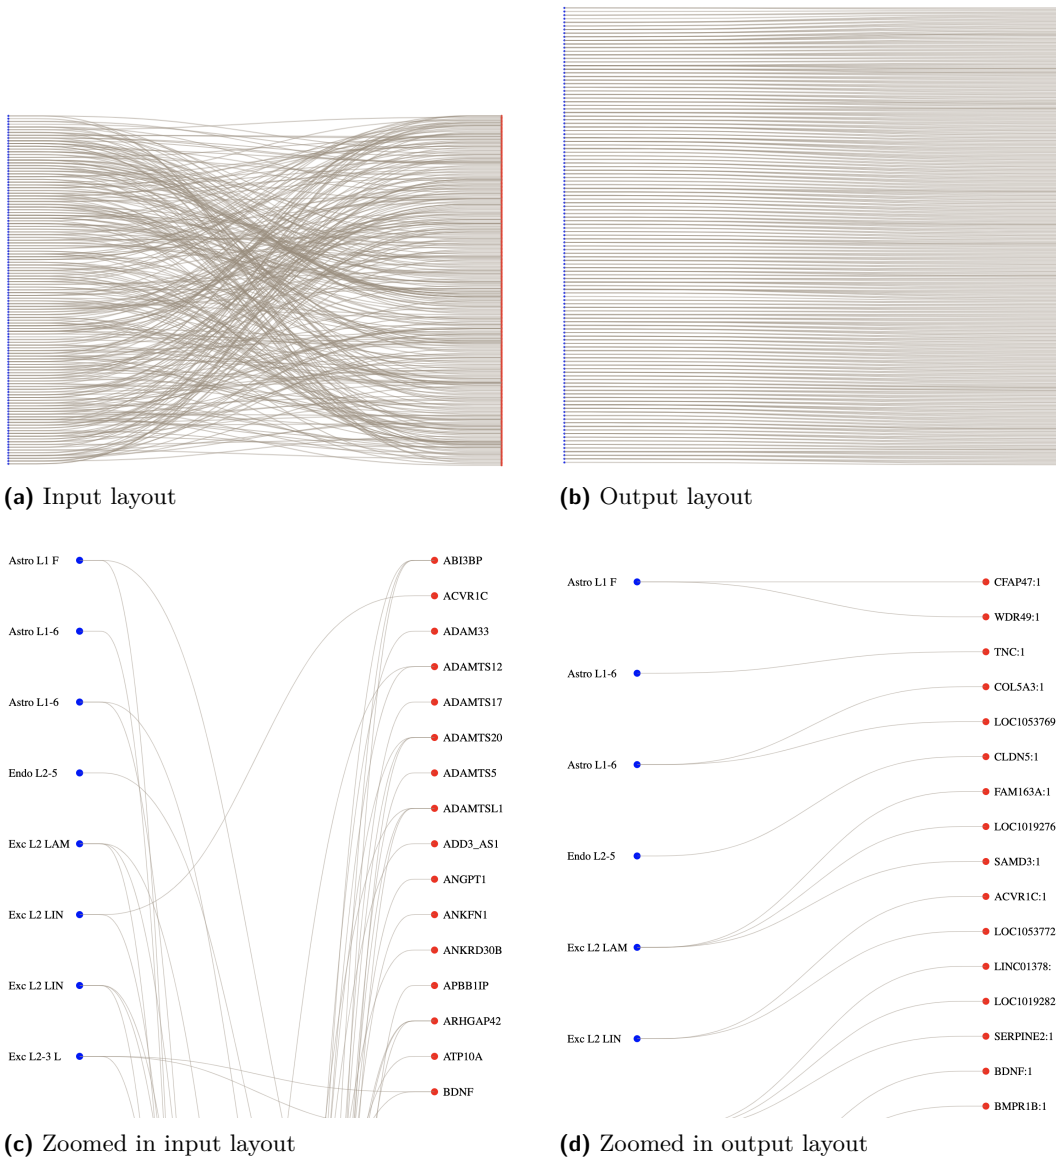 (a) Input layout
(b) Output layout
Astro L1 F
Astro L1-6
Astro L1-6
Endo L2-5
Exc L2 LAM
Exc L2 LIN
Exc L2 LIN
Exc L2-3 L
ABI3BP
ACVR1C
ADAM33
ADAMTS12
ADAMTS17
ADAMTS20
ADAMTS5
ADAMTSL1
ADD3_AS1
ANGPT1
ANKFN1
ANKRD30B
APBB1IP
ARHGAP42
ATP10A
BDNF
(c) Zoomed in input layout
Astro L1 F
Astro L1-6
Astro L1-6
Endo L2-5
Exc L2 LAM
Exc L2 LIN
CFAP47:1
WDR49:1
TNC:1
COL5A3:1
LOC1053769
CLDN5:1
FAM163A:1
LOC1019276
SAMD3:1
ACVR1C:1
LOC1053772
LINC01378:
LOC1019282
SERPINE2:1
BDNF:1
BMPR1B:1
(d) Zoomed in output layout